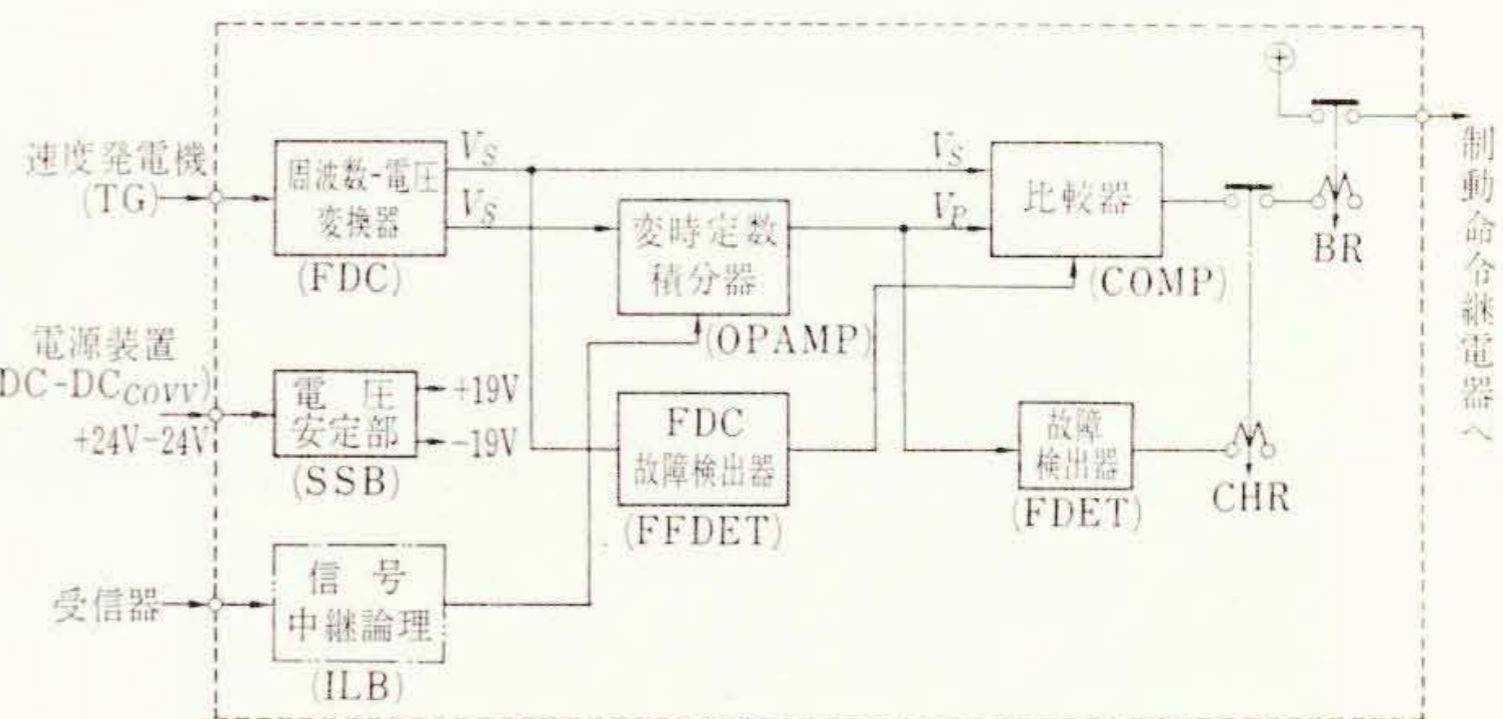 速度発電機
(TG)
周波数-電圧
変換器
(FDC)
V_S
V_S
変時定数
積分器
(OPAMP)
V_S
V_P
比較器
(COMP)
+
BR
制動命令継電器へ
電源装置
DC-DC_COVV)
+24V-24V
電圧
安定部
(SSB)
+19V
-19V
FDC
故障検出器
(FFDET)
故障
検出器
(FDET)
CHR
受信器
信号
中継論理
(ILB)